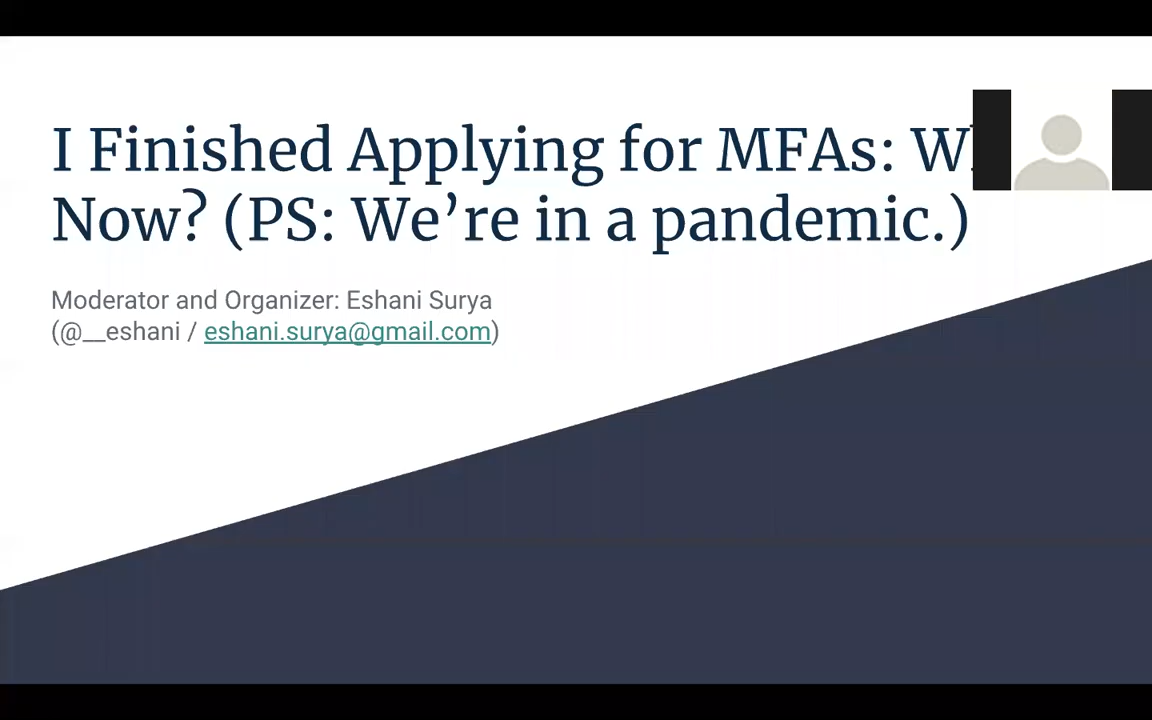 I Finished Applying for MFAs:
Now? (PS: We’re in a pandemic.)
Moderator and Organizer: Eshani Surya
(@__eshani / eshani.surya@gmail.com)